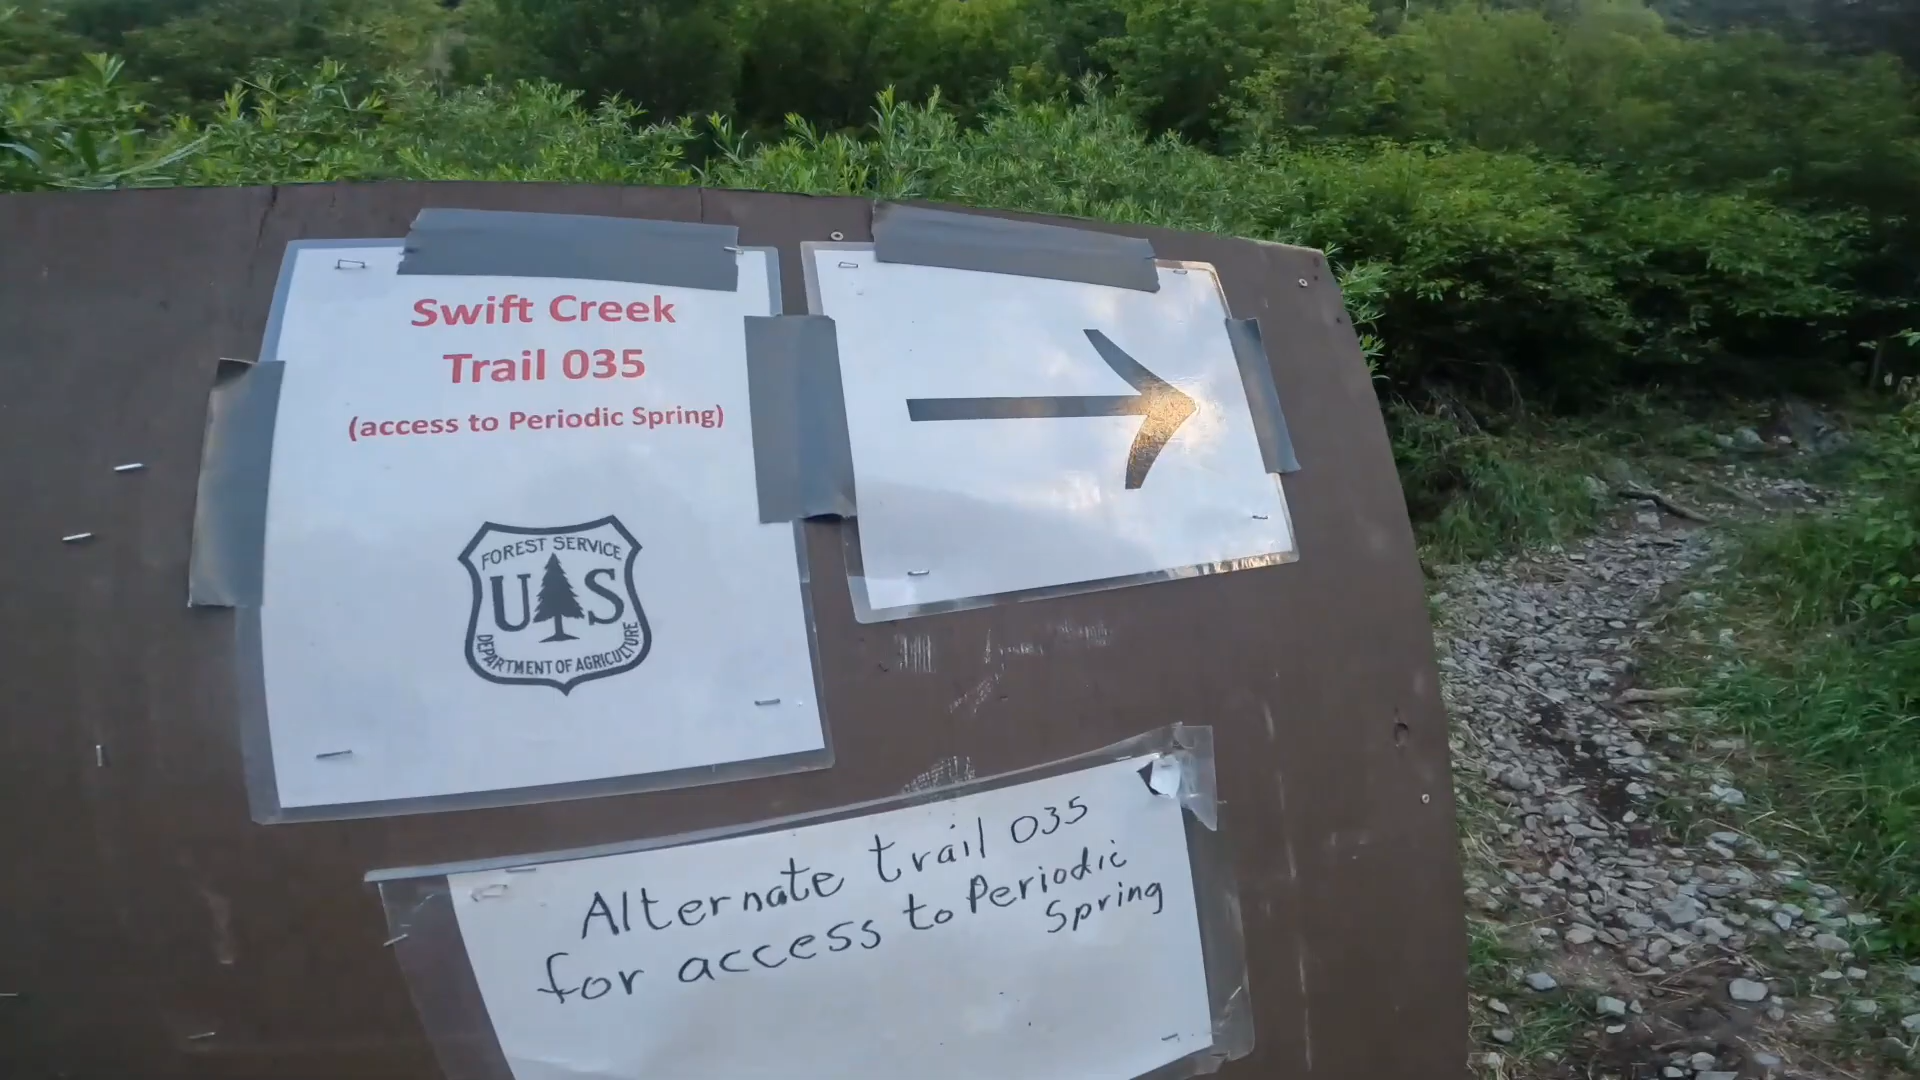 Swift Creek
Trail 035
(access to Periodic Spring)
FOREST SERVICE
US
DEPARTMENT OF AGRICULTURE
Alternate trail 035
for access to Periodic
Spring